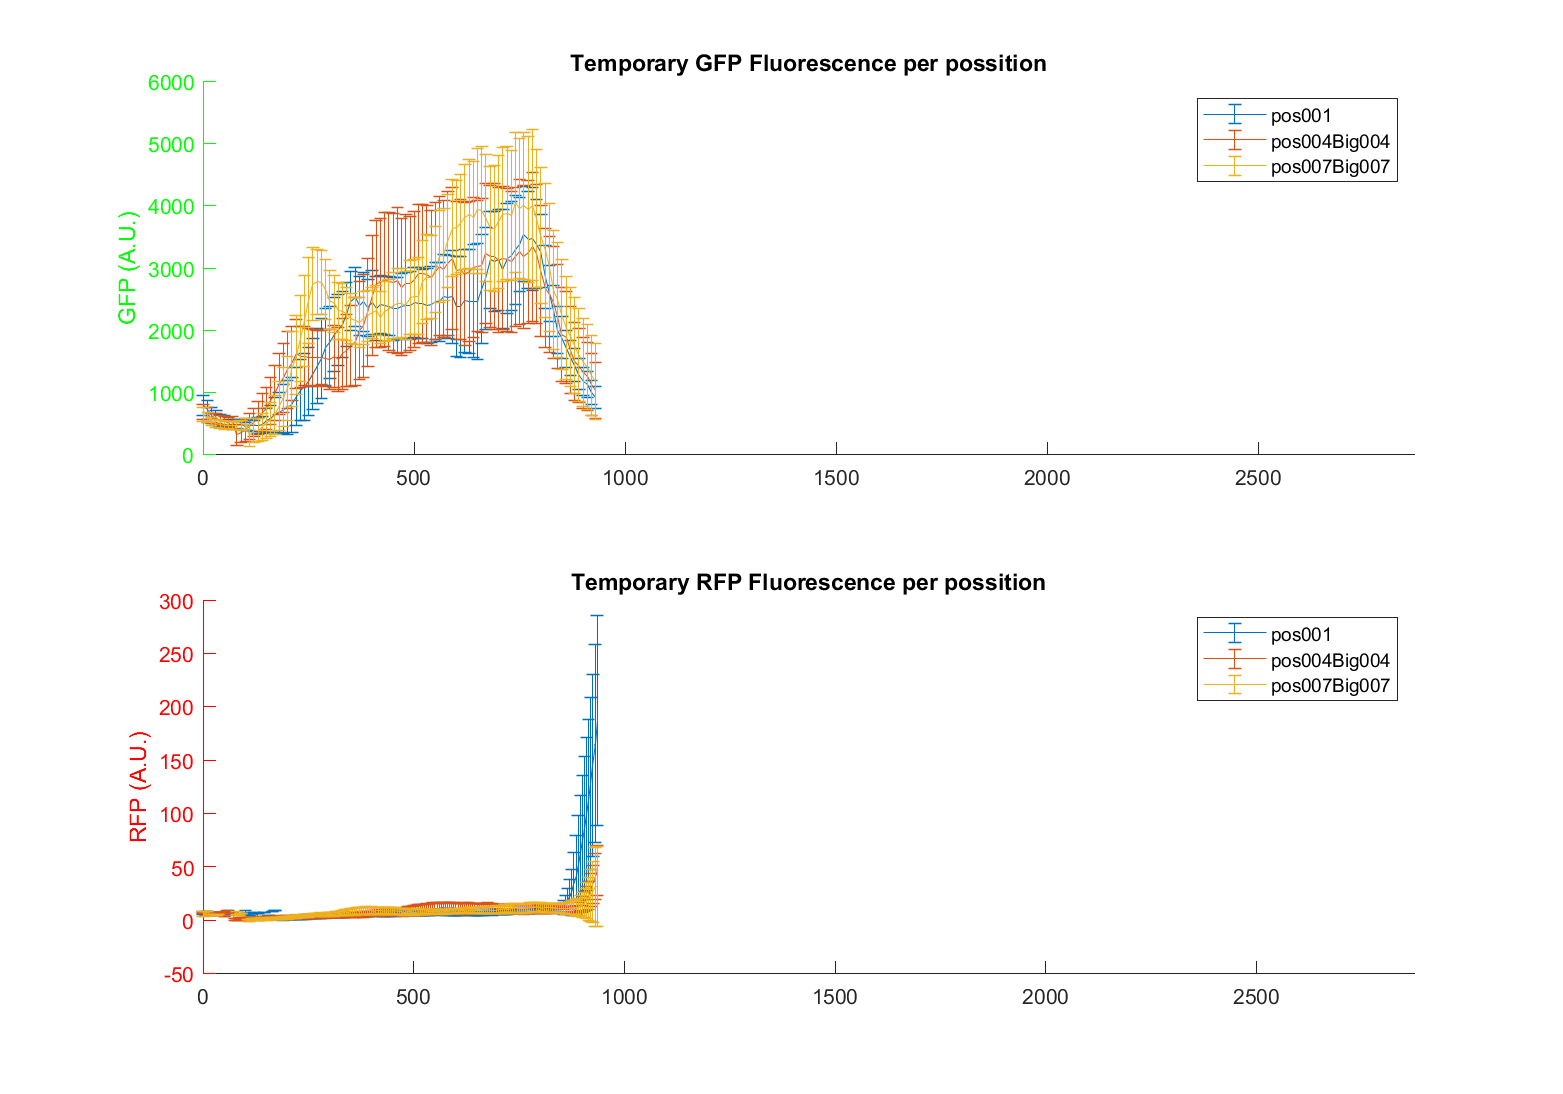 Temporary GFP Fluorescence per possition
6000
5000
4000
3000
2000
1000
0
GFP (A.U.)
0 500 1000 1500 2000 2500
pos001
pos004Big004
pos007Big007
Temporary RFP Fluorescence per possition
300
250
200
150
100
50
0
-50
RFP (A.U.)
0 500 1000 1500 2000 2500
pos001
pos004Big004
pos007Big007